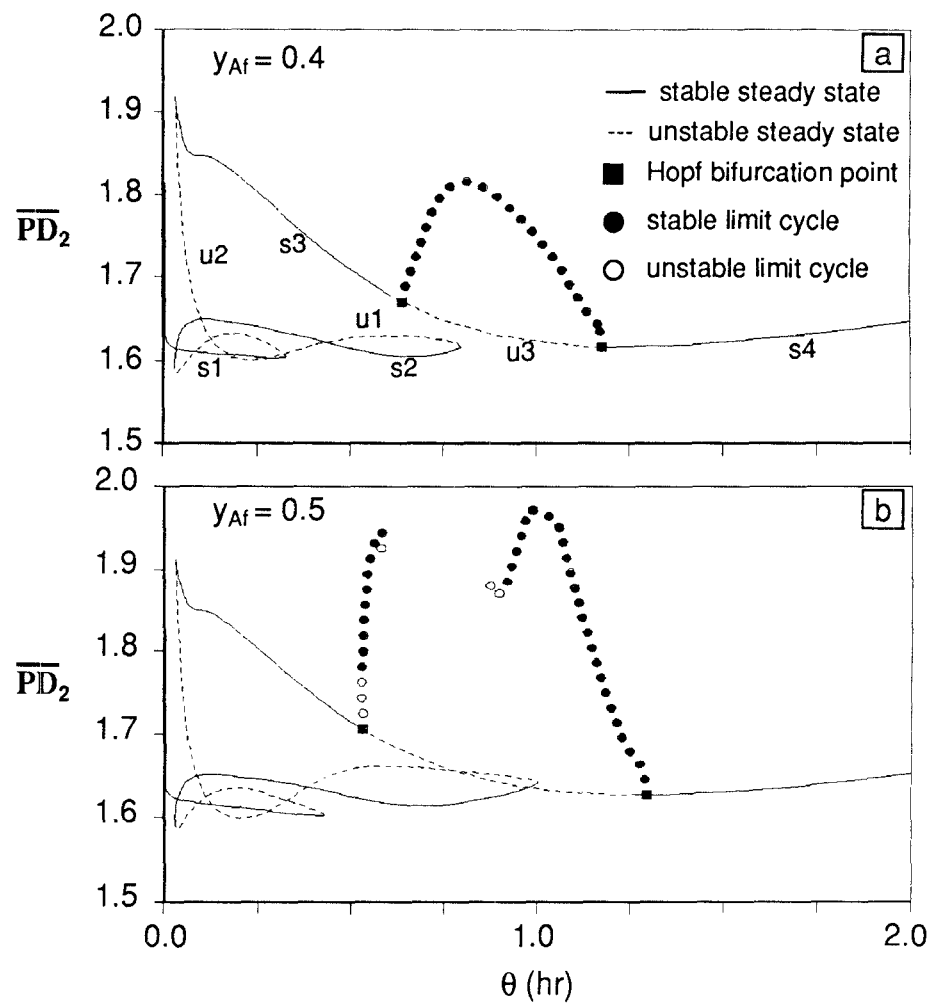 2.0
y_Af = 0.4
a
stable steady state
unstable steady state
Hopf bifurcation point
stable limit cycle
unstable limit cycle
1.9
1.8
1.7
1.6
1.5
PD₂
u2
s3
u1
s1
s2
u3
s4
2.0
y_Af = 0.5
b
1.9
1.8
1.7
1.6
1.5
PD₂
0.0
1.0
2.0
θ (hr)